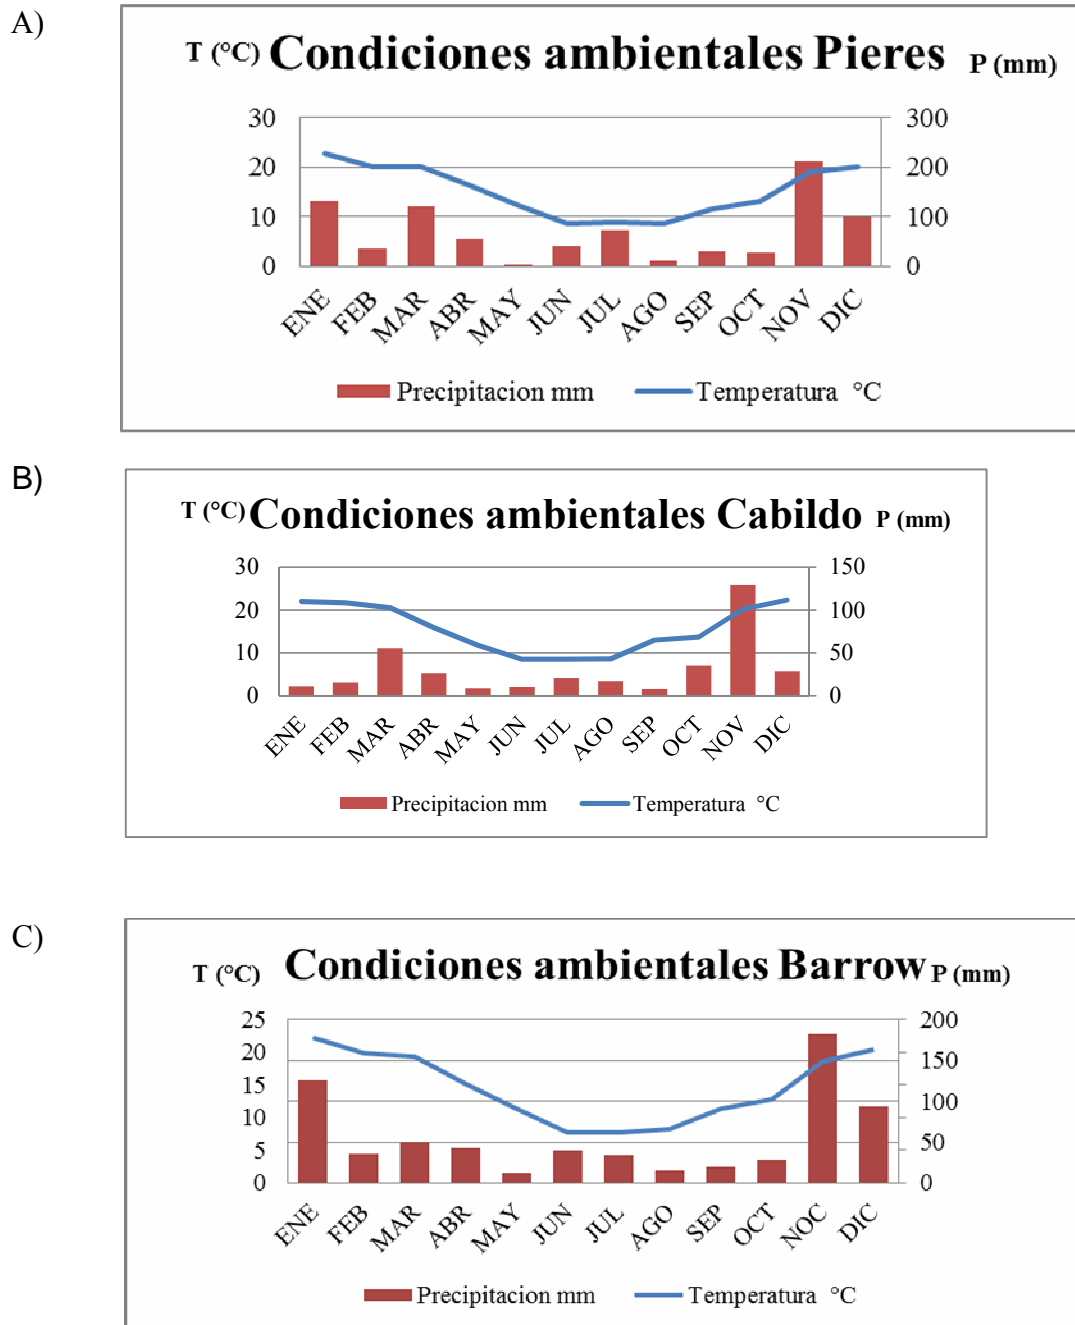 A)
T (°C) Condiciones ambientales Pieres P (mm)
30 300
20 200
10 100
0 0
ENE FEB MAR ABR MAY JUN JUL AGO SEP OCT NOV DIC
Precipitacion mm Temperatura °C
B)
T (°C) Condiciones ambientales Cabildo P (mm)
30 150
20 100
10 50
0 0
ENE FEB MAR ABR MAY JUN JUL AGO SEP OCT NOV DIC
Precipitacion mm Temperatura °C
C)
T (°C) Condiciones ambientales Barrow P (mm)
25 200
20 150
15
10 100
5 50
0 0
ENE FEB MAR ABR MAY JUN JUL AGO SEP OCT NOC DIC
Precipitacion mm Temperatura °C